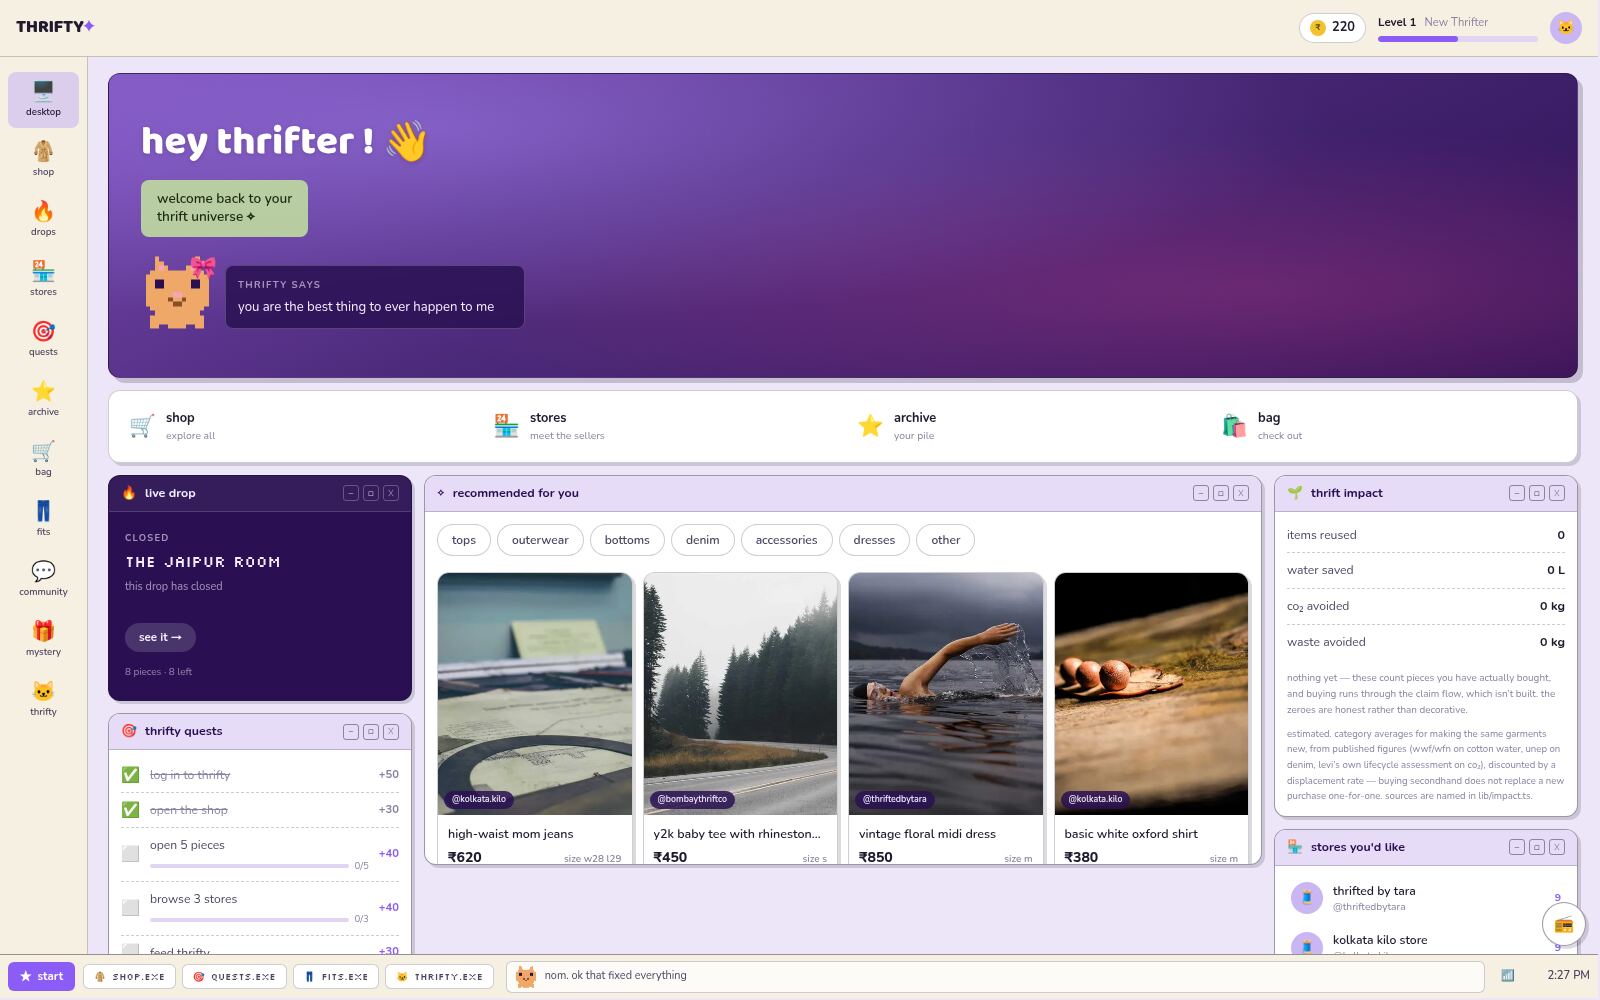 THRIFTY
₹ 220
Level 1 New Thrifter
desktop
shop
drops
stores
quests
archive
bag
fits
community
mystery
thrifty
hey thrifter !
welcome back to your
thrift universe
THRIFTY SAYS
you are the best thing to ever happen to me
shop
explore all
stores
meet the sellers
archive
your pile
bag
check out
live drop
CLOSED
THE JAIPUR ROOM
this drop has closed
see it →
8 pieces · 8 left
thrifty quests
log in to thrifty +50
open the shop +30
open 5 pieces
0/5 +40
browse 3 stores
0/3 +40
feed thrifty +30
recommended for you
tops outerwear bottoms denim accessories dresses other
@kolkata.kilo
high-waist mom jeans
₹620 size w28 l29
@bombaythriftco
y2k baby tee with rhineston...
₹450 size s
@thriftedbytara
vintage floral midi dress
₹850 size m
@kolkata.kilo
basic white oxford shirt
₹380 size m
thrift impact
items reused 0
water saved 0 L
co₂ avoided 0 kg
waste avoided 0 kg
nothing yet — these count pieces you have actually bought,
and buying runs through the claim flow, which isn't built. the
zeroes are honest rather than decorative.
estimated. category averages for making the same garments
new, from published figures (wwf/wfn on cotton water, unep on
denim, levi's own lifecycle assessment on co₂), discounted by a
displacement rate — buying secondhand does not replace a new
purchase one-for-one. sources are named in lib/impact.ts.
stores you'd like
thrifted by tara
@thriftedbytara
9
kolkata kilo store
9
start
SHOP.EXE
QUESTS.EXE
FITS.EXE
THRIFTY.EXE
nom. ok that fixed everything
2:27 PM